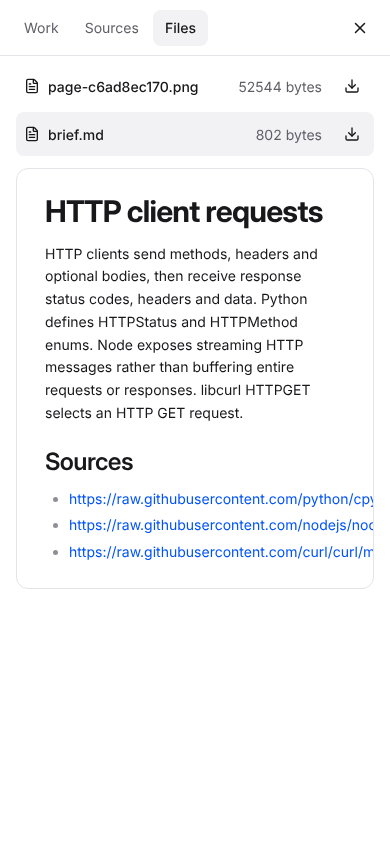 Work Sources Files
page-c6ad8ec170.png 52544 bytes
brief.md 802 bytes
HTTP client requests
HTTP clients send methods, headers and
optional bodies, then receive response
status codes, headers and data. Python
defines HTTPStatus and HTTPMethod
enums. Node exposes streaming HTTP
messages rather than buffering entire
requests or responses. libcurl HTTPGET
selects an HTTP GET request.
Sources
https://raw.githubusercontent.com/python/cpy
https://raw.githubusercontent.com/nodejs/noc
https://raw.githubusercontent.com/curl/curl/m